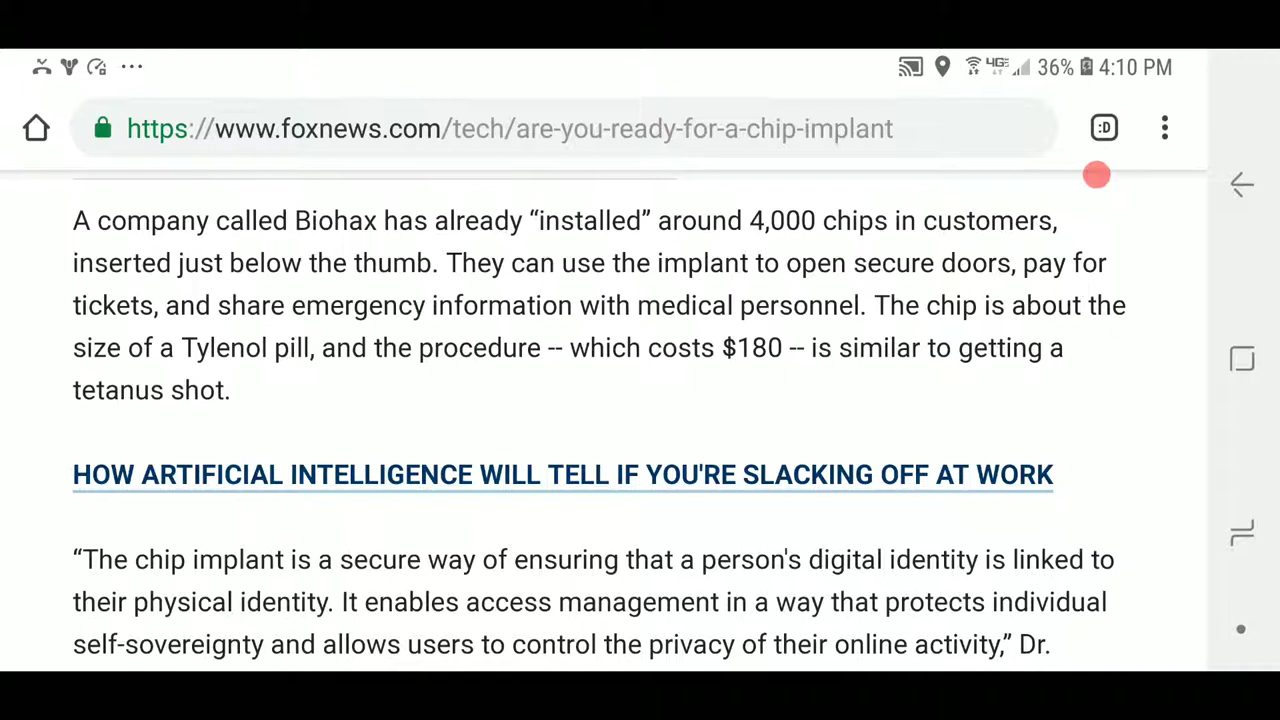 4GE 36% 4:10 PM
https://www.foxnews.com/tech/are-you-ready-for-a-chip-implant :D
A company called Biohax has already “installed” around 4,000 chips in customers,
inserted just below the thumb. They can use the implant to open secure doors, pay for
tickets, and share emergency information with medical personnel. The chip is about the
size of a Tylenol pill, and the procedure -- which costs $180 -- is similar to getting a
tetanus shot.
HOW ARTIFICIAL INTELLIGENCE WILL TELL IF YOU'RE SLACKING OFF AT WORK
“The chip implant is a secure way of ensuring that a person's digital identity is linked to
their physical identity. It enables access management in a way that protects individual
self-sovereignty and allows users to control the privacy of their online activity,” Dr.